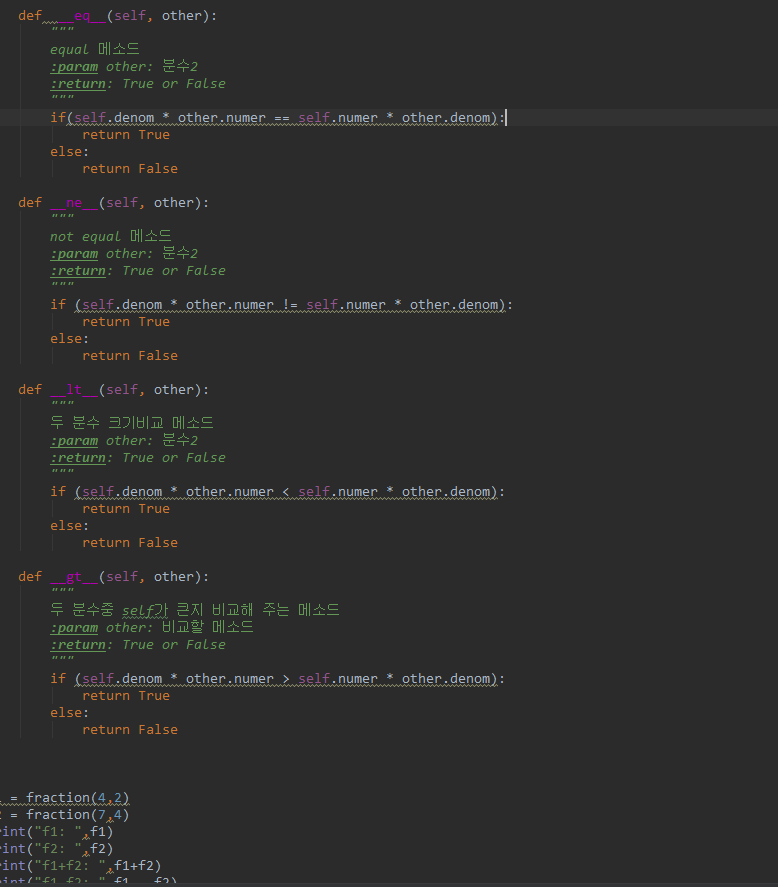 def __eq__(self, other):
"""
equal 메소드
:param other: 분수2
:return: True or False
"""
if(self.denom * other.numer == self.numer * other.denom):
return True
else:
return False
def __ne__(self, other):
"""
not equal 메소드
:param other: 분수2
:return: True or False
"""
if (self.denom * other.numer != self.numer * other.denom):
return True
else:
return False
def __lt__(self, other):
"""
두 분수 크기비교 메소드
:param other: 분수2
:return: True or False
"""
if (self.denom * other.numer < self.numer * other.denom):
return True
else:
return False
def __gt__(self, other):
"""
두 분수중 self가 큰지 비교해 주는 메소드
:param other: 비교할 메소드
:return: True or False
"""
if (self.denom * other.numer > self.numer * other.denom):
return True
else:
return False
= fraction(4,2)
= fraction(7,4)
int("f1: ",f1)
int("f2: ",f2)
int("f1+f2: ",f1+f2)